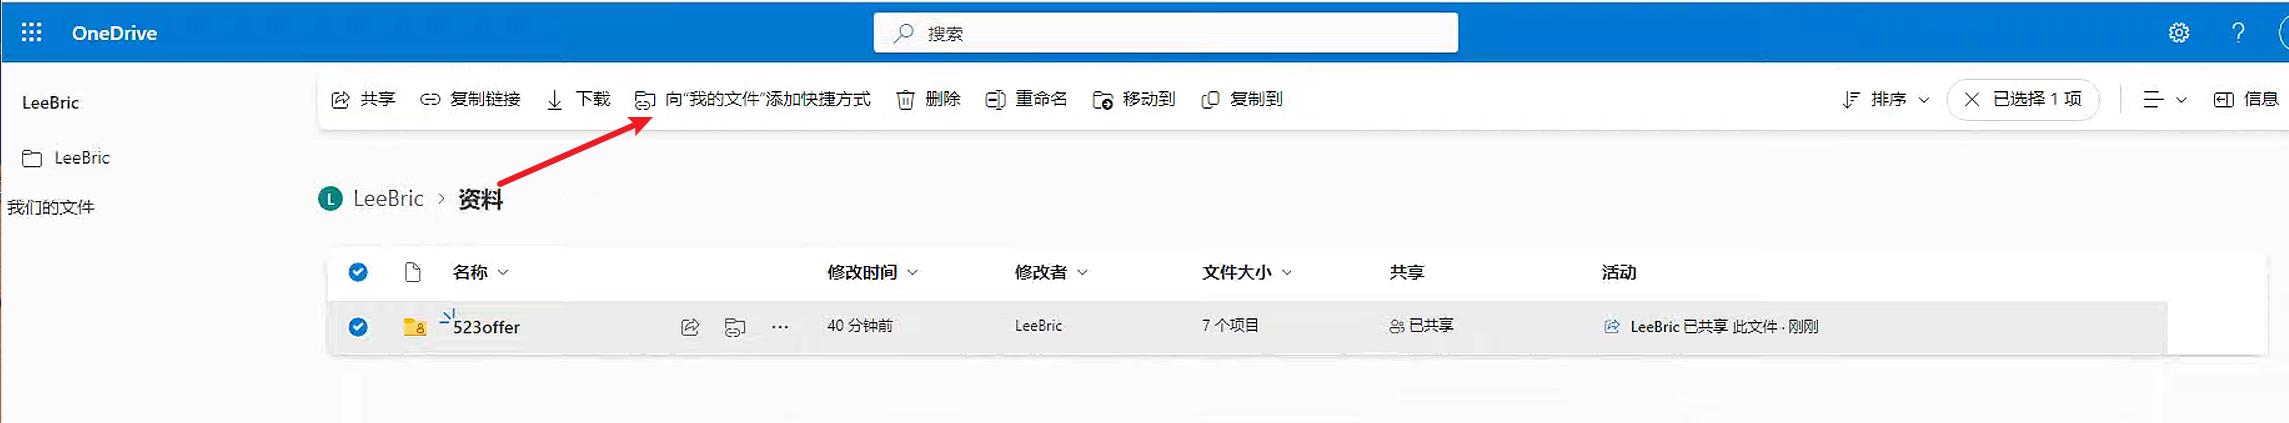 OneDrive
搜索
LeeBric
共享 复制链接 下载 向“我的文件”添加快捷方式 删除 重命名 移动到 复制到 排序 已选择 1 项 信息
LeeBric
L LeeBric > 资料
我们的文件
名称 修改时间 修改者 文件大小 共享 活动
523offer 40 分钟前 LeeBric 7 个项目 已共享 LeeBric 已共享 此文件 · 刚刚